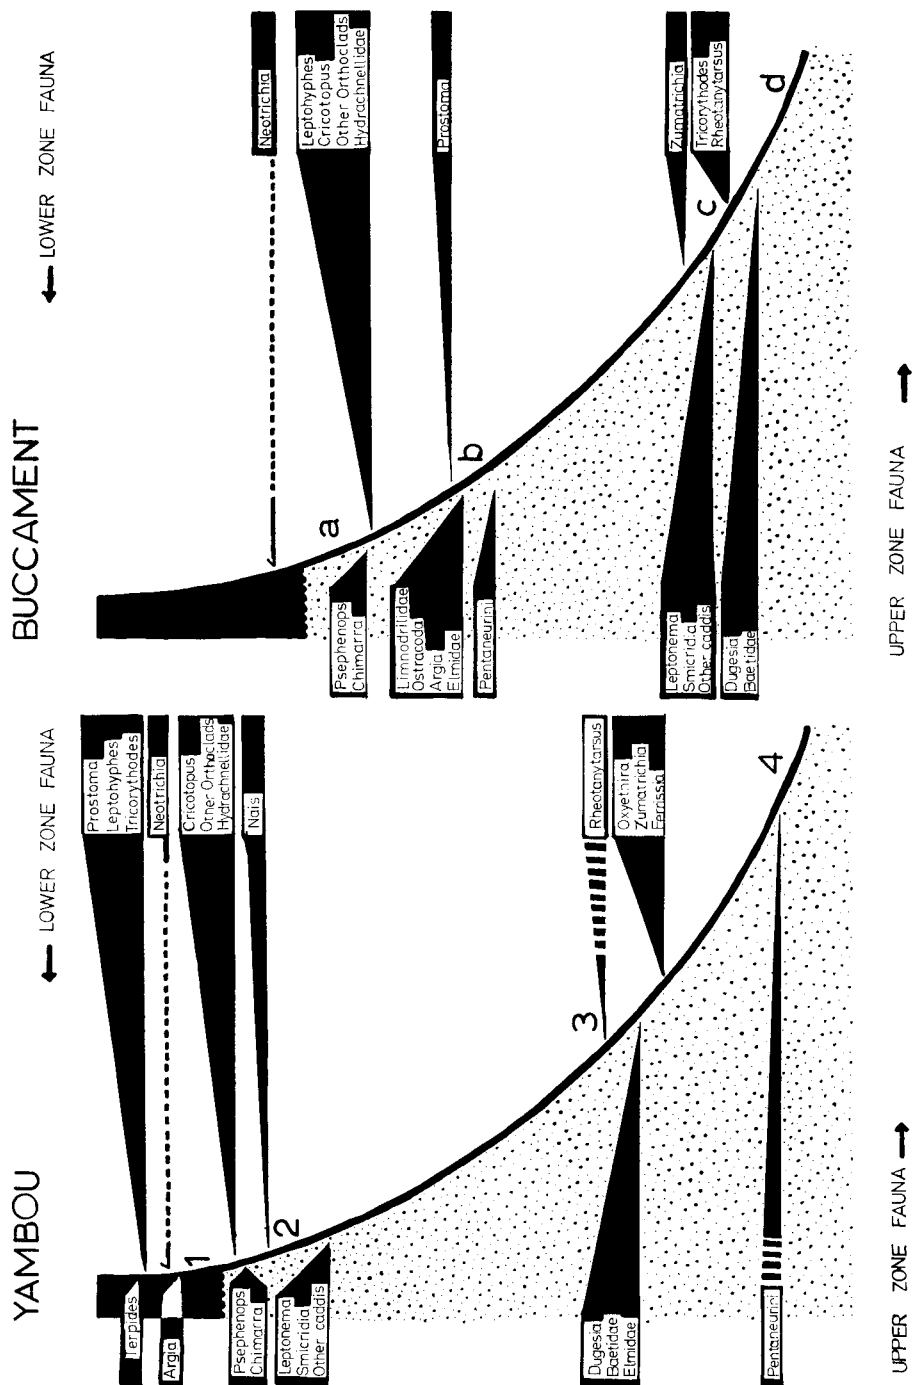 YAMBOU
← LOWER ZONE FAUNA
Prostoma
Leptohyphes
Tricorythodes
Neotrichia
Cricotopus
Other Orthoclads
Hydrachnellidae
Nais
Rheotanytarsus
Oxyethira
Zumatrichia
Ferrissia
1
2
3
4
Terpides
Argia
Psephenops
Chimarra
Leptonema
Smicridia
Other caddis
Dugesia
Baetidae
Elmidae
Pentaneurini
UPPER ZONE FAUNA →
BUCCAMENT
← LOWER ZONE FAUNA
Neotrichia
Leptohyphes
Cricotopus
Other Orthoclads
Hydrachnellidae
Prostoma
Zumatrichia
Tricorythodes
Rheotanytarsus
a
b
c
d
Psephenops
Chimarra
Limnodrilidae
Ostracoda
Argia
Elmidae
Pentaneurini
Leptonema
Smicridia
Other caddis
Dugesia
Baetidae
UPPER ZONE FAUNA →